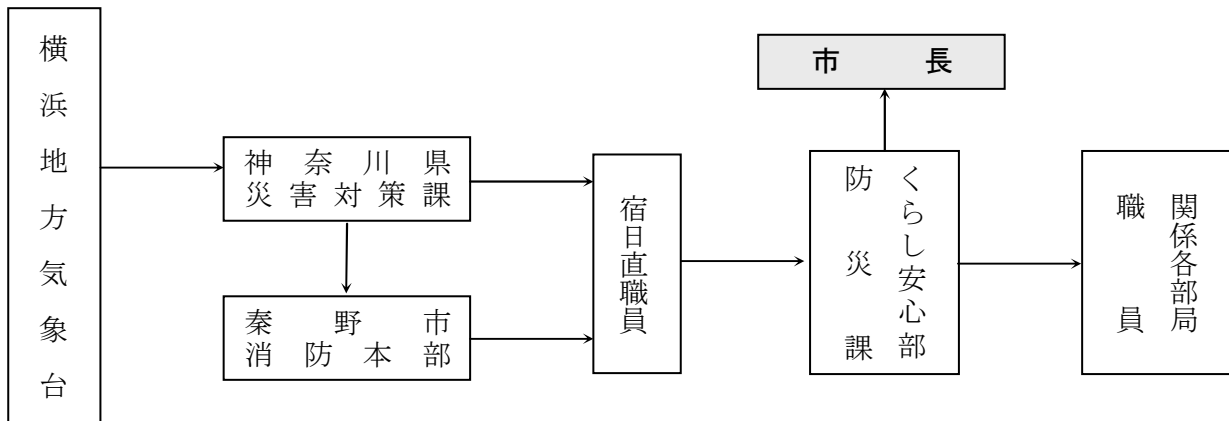 横浜地方気象台
神奈川県
災害対策課
秦野市
消防本部
宿日直職員
市長
くらし安心部
防災課
関係各部局
職員